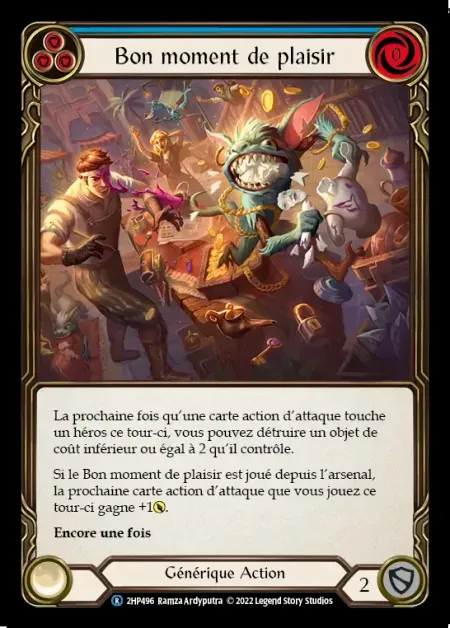 Bon moment de plaisir
0
La prochaine fois qu'une carte action d'attaque touche
un héros ce tour-ci, vous pouvez détruire un objet de
coût inférieur ou égal à 2 qu'il contrôle.
Si le Bon moment de plaisir est joué depuis l'arsenal,
la prochaine carte action d'attaque que vous jouez ce
tour-ci gagne +1.
Encore une fois
Générique Action
2
R 2HP496 Ramza Ardyputra © 2022 Legend Story Studios